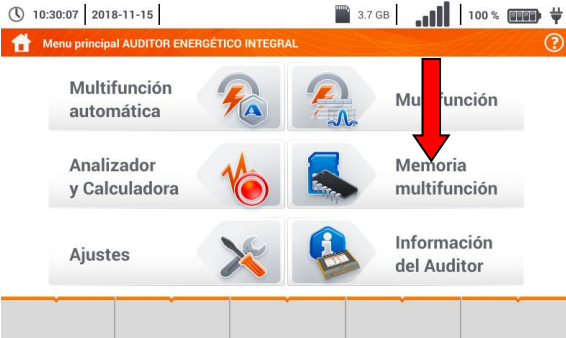 10:30:07 2018-11-15 3.7 GB 100 %
Menu principal AUDITOR ENERGÉTICO INTEGRAL ?
Multifunción
automática
Multifunción
Analizador
y Calculadora
Memoria
multifunción
Ajustes
Información
del Auditor